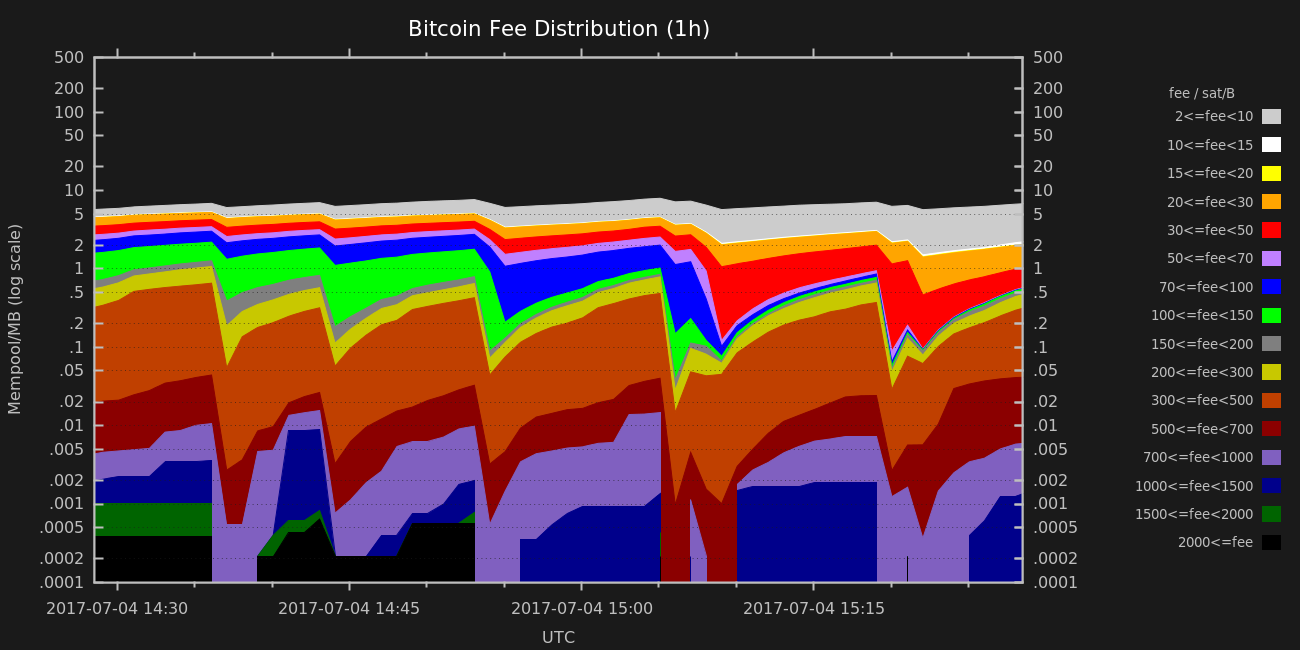 Bitcoin Fee Distribution (1h)
500 500
200 200
100 100
50 50
20 20
10 10
5 5
2 2
1 1
.5 .5
.2 .2
.1 .1
.05 .05
.02 .02
.01 .01
.005 .005
.002 .002
.001 .001
.0005 .0005
.0002 .0002
.0001 .0001
Mempool/MB (log scale)
2017-07-04 14:30 2017-07-04 14:45 2017-07-04 15:00 2017-07-04 15:15
UTC
fee / sat/B
2<=fee<10
10<=fee<15
15<=fee<20
20<=fee<30
30<=fee<50
50<=fee<70
70<=fee<100
100<=fee<150
150<=fee<200
200<=fee<300
300<=fee<500
500<=fee<700
700<=fee<1000
1000<=fee<1500
1500<=fee<2000
2000<=fee